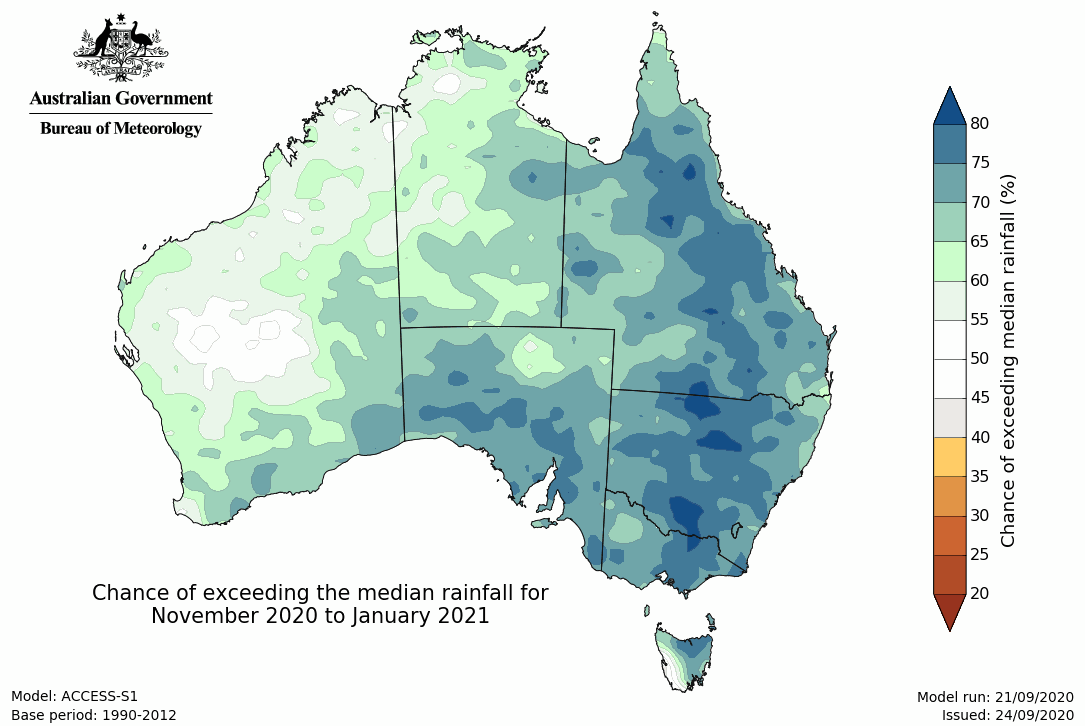 AUSTRALIA
Australian Government
Bureau of Meteorology
80
75
70
65
60
55
50
45
40
35
30
25
20
Chance of exceeding median rainfall (%)
Chance of exceeding the median rainfall for
November 2020 to January 2021
Model: ACCESS-S1
Base period: 1990-2012
Model run: 21/09/2020
Issued: 24/09/2020